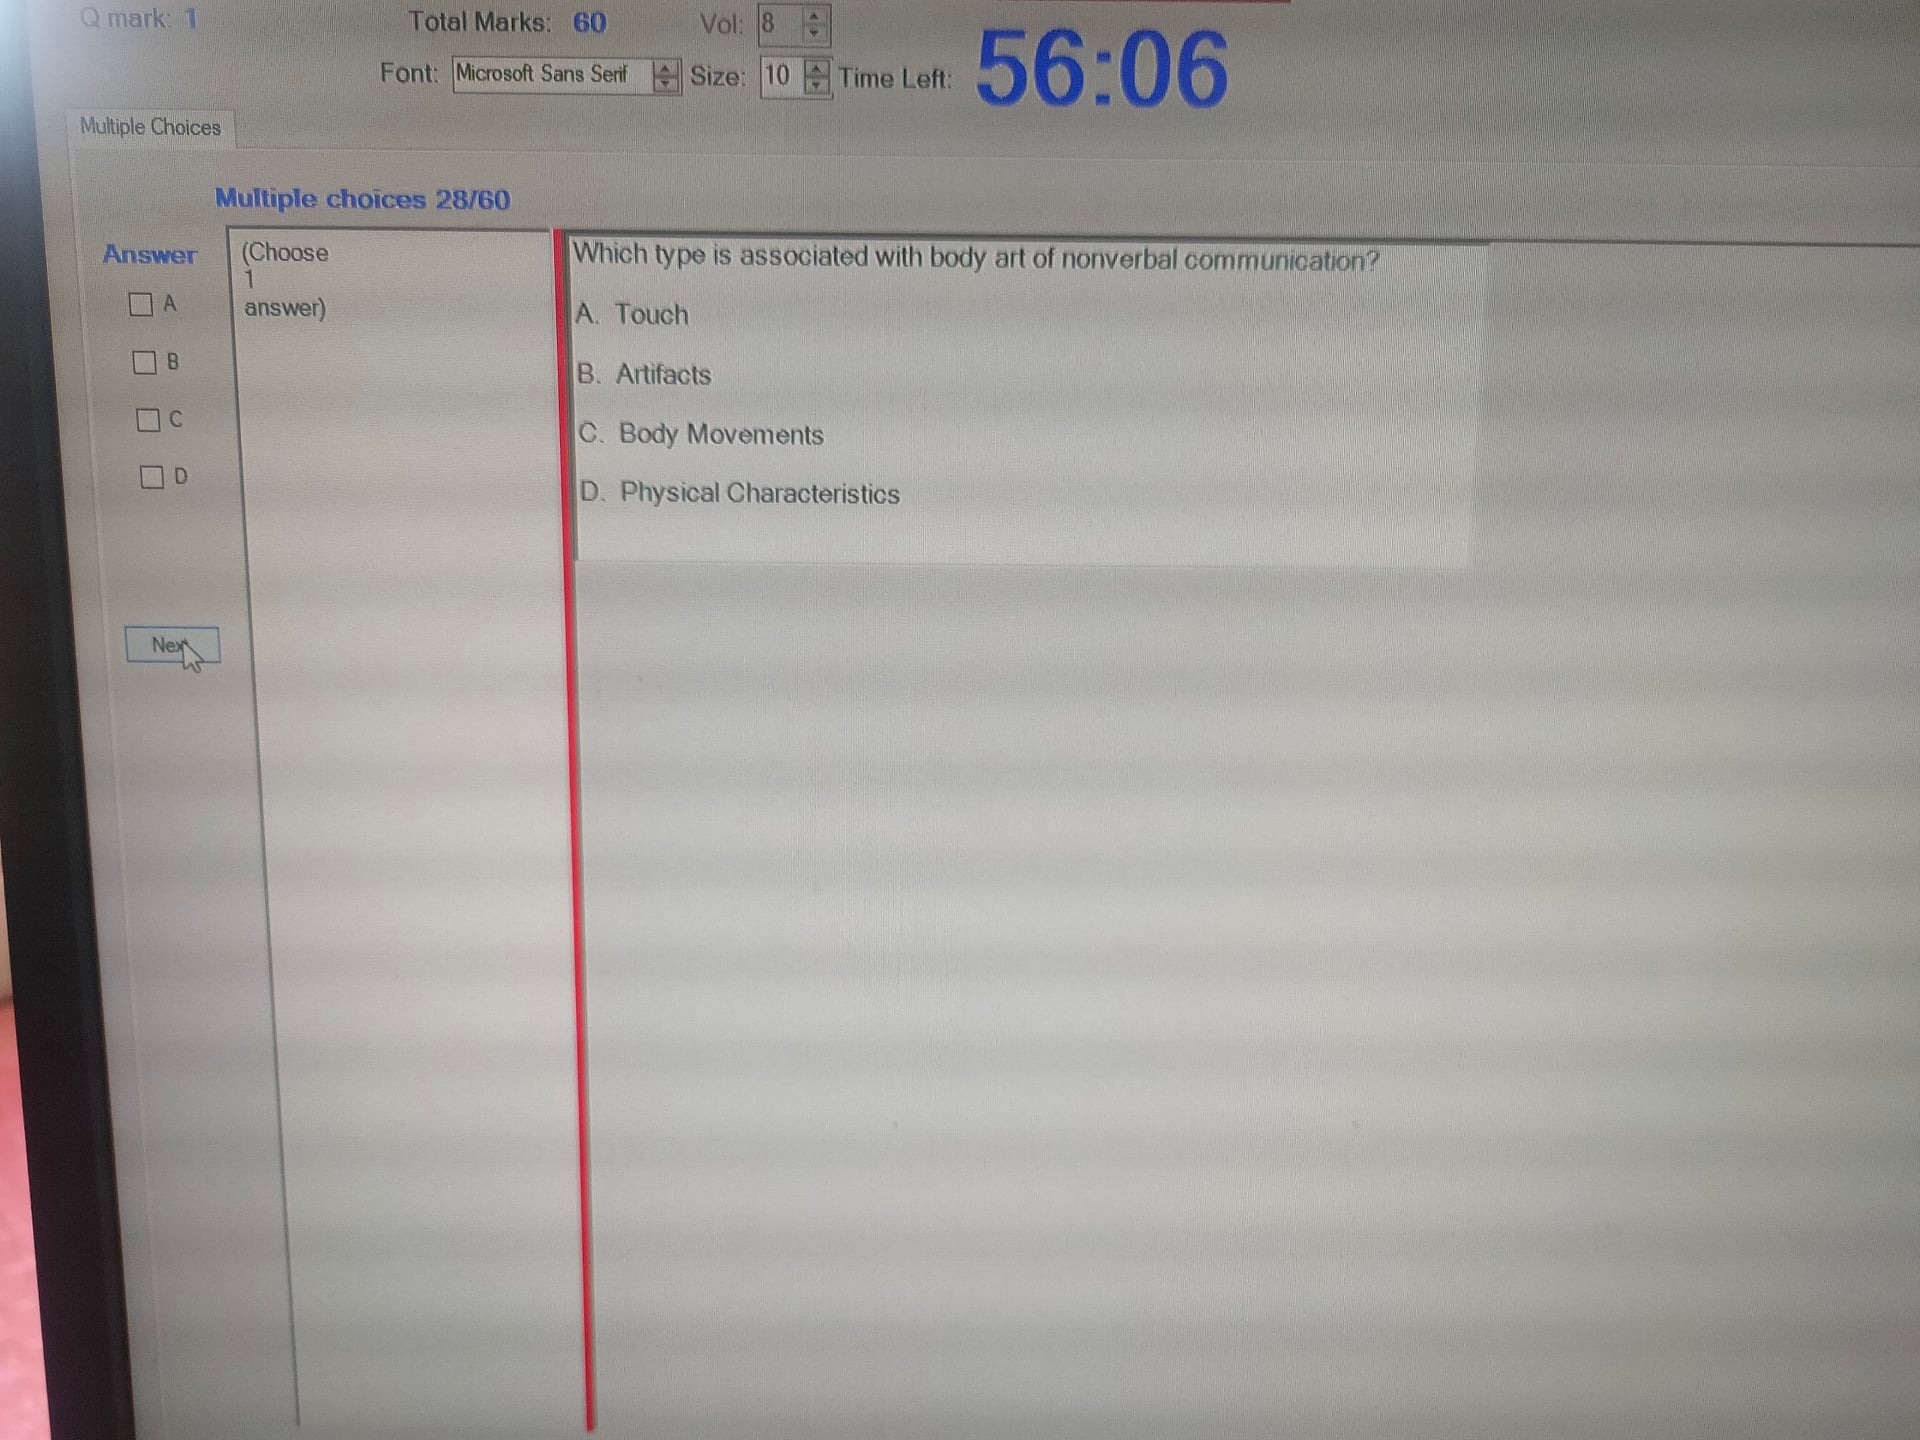 Q mark: 1 Total Marks: 60 Vol: 8
Font: Microsoft Sans Serif Size: 10 Time Left: 56:06
Multiple Choices
Multiple choices 28/60
Answer
A
B
C
D
(Choose
1
answer)
Which type is associated with body art of nonverbal communication?
A. Touch
B. Artifacts
C. Body Movements
D. Physical Characteristics
Next